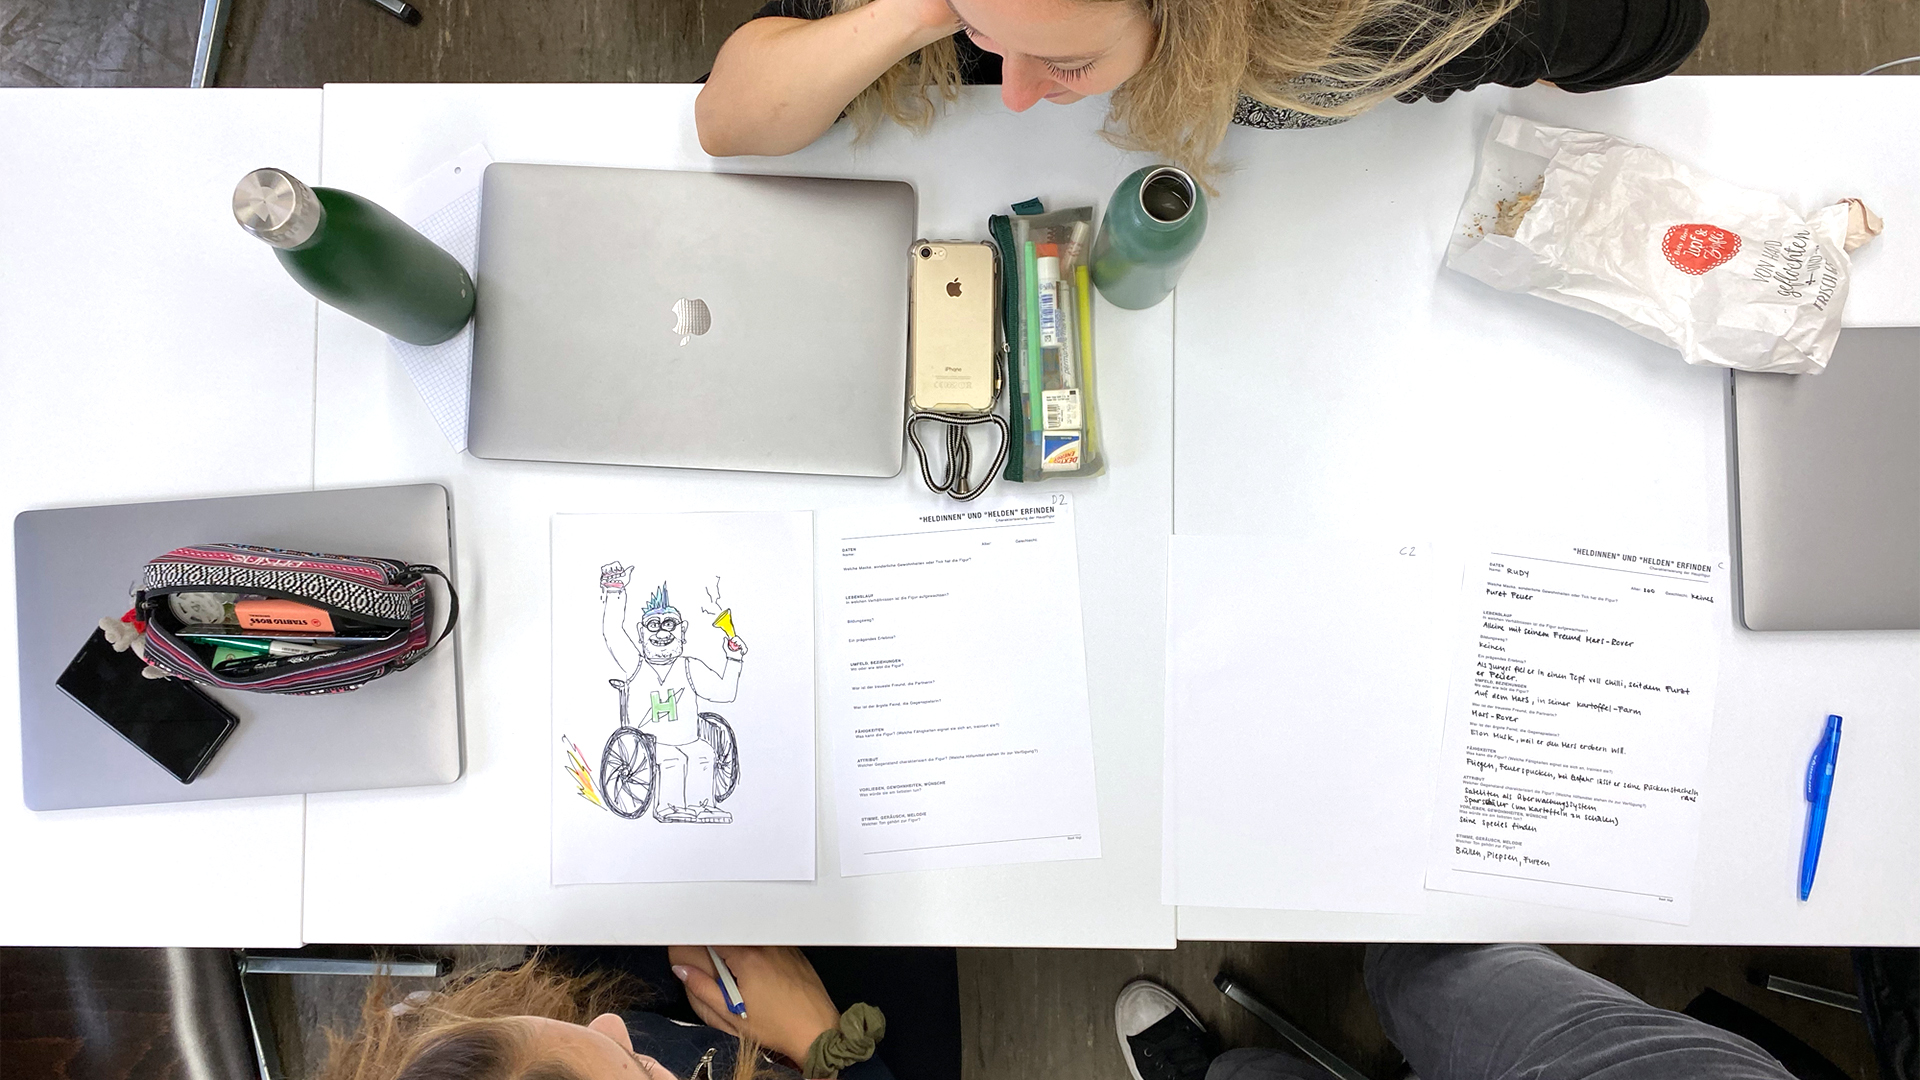 Zopf &
Zöpfli
VON HAND
geflochten
+ UND +
FRISCH
iPhone
DEXTRO
ENERGY
STABILO BOSS
H
D2
"HELDINNEN" UND "HELDEN" ERFINDEN
Charakterisierung der Hauptfigur
DATEN
Name: Alter: Geschlecht:
Welche Macke, wunderliche Gewohnheiten oder Tick hat die Figur?
LEBENSLAUF
In welchen Verhältnissen ist die Figur aufgewachsen?
Bildungsweg?
Ein prägendes Erlebnis?
UMFELD, BEZIEHUNGEN
Wo oder wie lebt die Figur?
Wer ist der treueste Freund, die Partnerin?
Wer ist der ärgste Feind, die Gegenspielerin?
FÄHIGKEITEN
Was kann die Figur? (Welche Fähigkeiten eignet sie sich an, trainiert sie?)
ATTRIBUT
Welcher Gegenstand charakterisiert die Figur? (Welche Hilfsmittel stehen ihr zur Verfügung?)
VORLIEBEN, GEWOHNHEITEN, WÜNSCHE
Was würde sie am liebsten tun?
STIMME, GERÄUSCH, MELODIE
Welcher Ton gehört zur Figur?
C2
C
"HELDINNEN" UND "HELDEN" ERFINDEN
Charakterisierung der Hauptfigur
DATEN
Name: RUDY Alter: 200 Geschlecht: keines
Welche Macke, wunderliche Gewohnheiten oder Tick hat die Figur?
Furzt Feuer
LEBENSLAUF
In welchen Verhältnissen ist die Figur aufgewachsen?
Alleine mit seinem Freund Mars-Rover
Bildungsweg?
Keinen
Ein prägendes Erlebnis?
Als Junges fiel er in einen Topf voll Chilli, seitdem Furzt
er Feuer.
UMFELD, BEZIEHUNGEN
Wo oder wie lebt die Figur?
Auf dem Mars, in seiner Kartoffel-Farm
Wer ist der treueste Freund, die Partnerin?
Mars-Rover
Wer ist der ärgste Feind, die Gegenspielerin?
Elon Musk, weil er den Mars erobern will.
FÄHIGKEITEN
Was kann die Figur? (Welche Fähigkeiten eignet sie sich an, trainiert sie?)
Fliegen, Feuerspucken, bei Gefahr lässt er seine Rückenstacheln
raus
ATTRIBUT
Welcher Gegenstand charakterisiert die Figur? (Welche Hilfsmittel stehen ihr zur Verfügung?)
Satelliten als Überwachungssystem
Sparschäler (um Kartoffeln zu schälen)
VORLIEBEN, GEWOHNHEITEN, WÜNSCHE
Was würde sie am liebsten tun?
seine Species finden
STIMME, GERÄUSCH, MELODIE
Welcher Ton gehört zur Figur?
Brüllen, Piepsen, Furzen